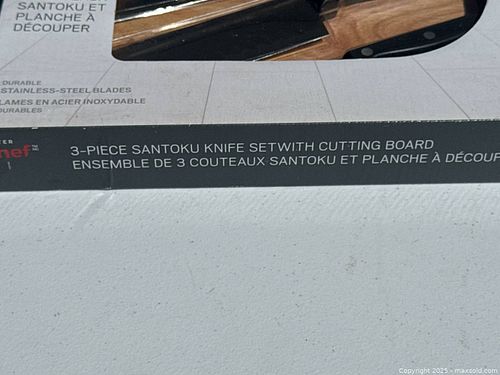 SANTOKU ET
PLANCHE À
DÉCOUPER
DURABLE
STAINLESS-STEEL BLADES
LAMES EN ACIER INOXYDABLE
DURABLES
3-PIECE SANTOKU KNIFE SETWITH CUTTING BOARD
ENSEMBLE DE 3 COUTEAUX SANTOKU ET PLANCHE À DÉCOUP
Copyright 2025 - maxsold.com